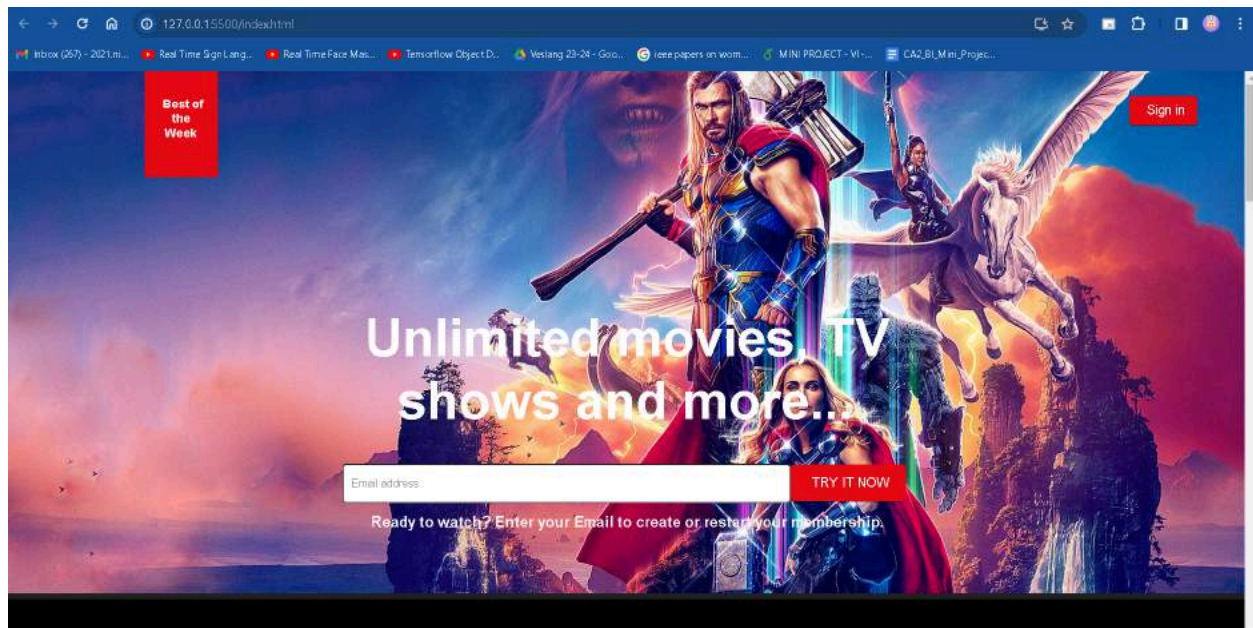 127.0.0.1:5500/index.html
Inbox (267) - 2021.ni... Real Time Sign Lang... Real Time Face Mas... Tensorflow Object D... Veslang 23-24 - Goo... ieee papers on wom... MINI PROJECT - VI -... CA2_BI_Mini_Projec...
Best of
the
Week
Sign in
Unlimited movies, TV
shows and more...
Email address
TRY IT NOW
Ready to watch? Enter your Email to create or restart your membership.